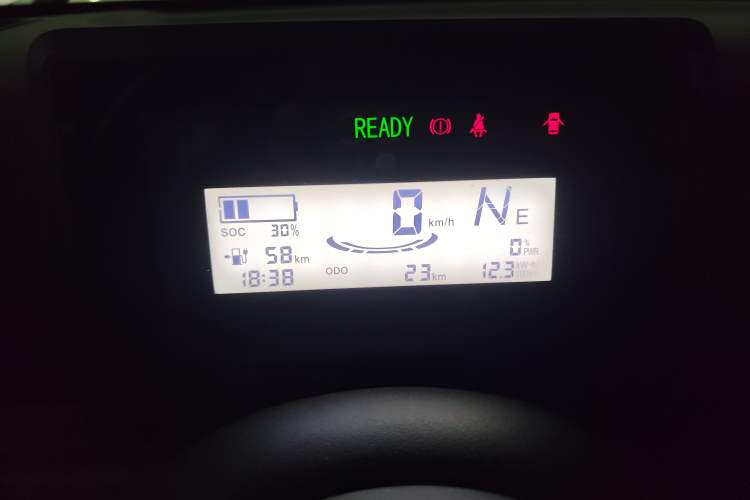 READY
0 km/h N E
SOC 30%
0% PWR
58 km
ODO 23 km 12.3
18:38